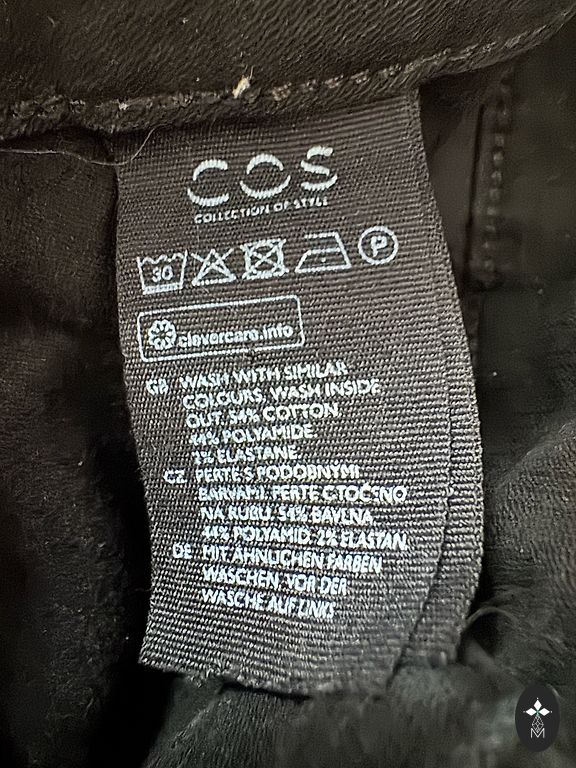 COS
COLLECTION OF STYLE
30 P
clevercare.info
GB WASH WITH SIMILAR
COLOURS, WASH INSIDE
OUT. 54% COTTON
44% POLYAMIDE
2% ELASTANE
CZ PERTE S PODOBNÝMI
BARVAMI, PERTE OTOČENO
NA RUBU. 54% BAVLNA
44% POLYAMID 2% ELASTAN.
DE MIT ÄHNLICHEN FARBEN
WASCHEN, VOR DER
WÄSCHE AUF LINKS
M